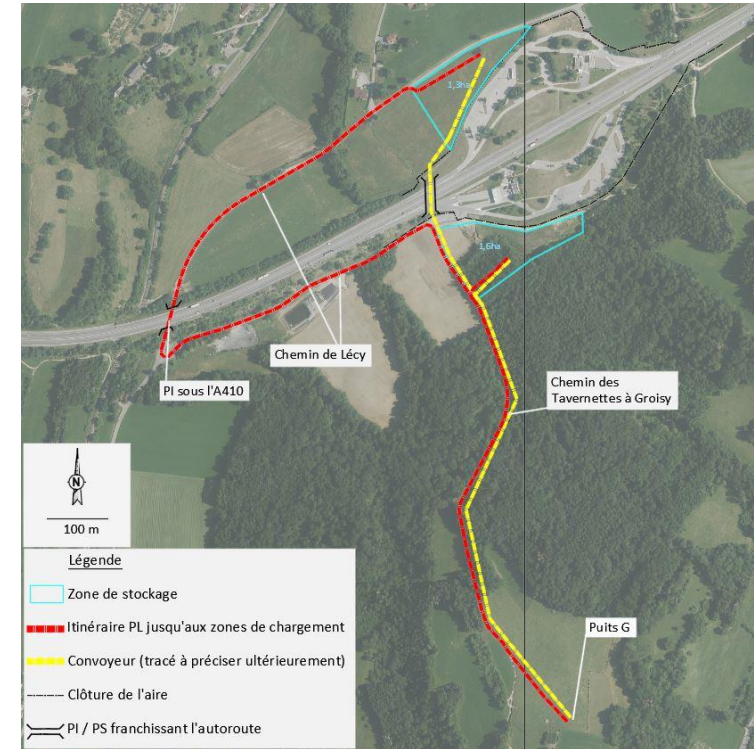 1,3ha
1,6ha
Chemin de Lécy
PI sous l'A410
Chemin des
Tavernettes à Groisy
Puits G
N
100 m
Légende
Zone de stockage
Itinéraire PL jusqu'aux zones de chargement
Convoyeur (tracé à préciser ultérieurement)
Clôture de l'aire
PI / PS franchissant l'autoroute